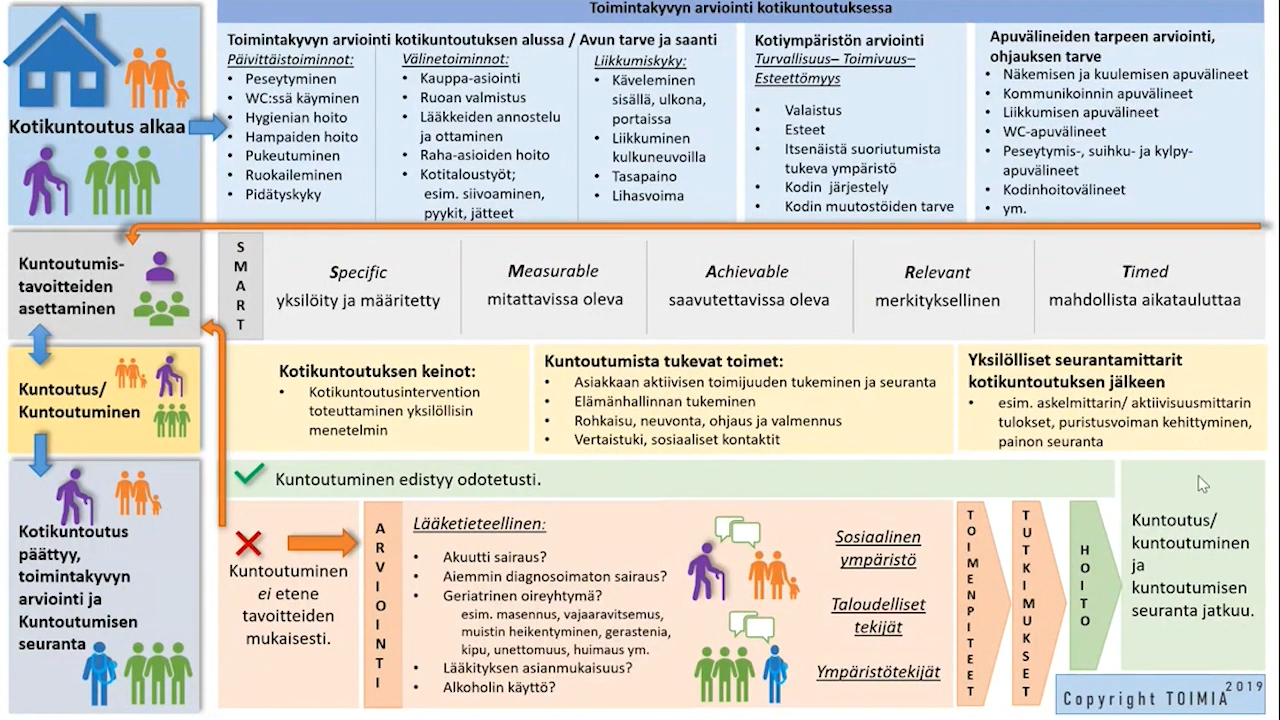 Toimintakyvyn arviointi kotikuntoutuksessa
Kotikuntoutus alkaa
Toimintakyvyn arviointi kotikuntoutuksen alussa / Avun tarve ja saanti
Päivittäistoiminnot:
• Peseytyminen
• WC:ssä käyminen
• Hygienian hoito
• Hampaiden hoito
• Pukeutuminen
• Ruokaileminen
• Pidätyskyky
Välinetoiminnot:
• Kauppa-asiointi
• Ruoan valmistus
• Lääkkeiden annostelu
ja ottaminen
• Raha-asioiden hoito
• Kotitaloustyöt;
esim. siivoaminen,
pyykit, jätteet
Liikkumiskyky:
• Käveleminen
sisällä, ulkona,
portaissa
• Liikkuminen
kulkuneuvoilla
• Tasapaino
• Lihasvoima
Kotiympäristön arviointi
Turvallisuus– Toimivuus–
Esteettömyys
• Valaistus
• Esteet
• Itsenäistä suoriutumista
tukeva ympäristö
• Kodin järjestely
• Kodin muutostöiden tarve
Apuvälineiden tarpeen arviointi,
ohjauksen tarve
• Näkemisen ja kuulemisen apuvälineet
• Kommunikoinnin apuvälineet
• Liikkumisen apuvälineet
• WC-apuvälineet
• Peseytymis-, suihku- ja kylpy-
apuvälineet
• Kodinhoitovälineet
• ym.
Kuntoutumis-
tavoitteiden
asettaminen
S
M
A
R
T
Specific
yksilöity ja määritetty
Measurable
mitattavissa oleva
Achievable
saavutettavissa oleva
Relevant
merkityksellinen
Timed
mahdollista aikatauluttaa
Kuntoutus/
Kuntoutuminen
Kotikuntoutuksen keinot:
• Kotikuntoutusintervention
toteuttaminen yksilöllisin
menetelmin
Kuntoutumista tukevat toimet:
• Asiakkaan aktiivisen toimijuuden tukeminen ja seuranta
• Elämänhallinnan tukeminen
• Rohkaisu, neuvonta, ohjaus ja valmennus
• Vertaistuki, sosiaaliset kontaktit
Yksilölliset seurantamittarit
kotikuntoutuksen jälkeen
• esim. askelmittarin/ aktiivisuusmittarin
tulokset, puristusvoiman kehittyminen,
painon seuranta
Kotikuntoutus
päättyy,
toimintakyvyn
arviointi ja
Kuntoutumisen
seuranta
Kuntoutuminen edistyy odotetusti.
Kuntoutuminen
ei etene
tavoitteiden
mukaisesti.
A
R
V
I
O
I
N
T
I
Lääketieteellinen:
• Akuutti sairaus?
• Aiemmin diagnosoimaton sairaus?
• Geriatrinen oireyhtymä?
esim. masennus, vajaaravitsemus,
muistin heikentyminen, gerastenia,
kipu, unettomuus, huimaus ym.
• Lääkityksen asianmukaisuus?
• Alkoholin käyttö?
Sosiaalinen
ympäristö
Taloudelliset
tekijät
Ympäristötekijät
T
O
I
M
E
N
P
I
T
E
E
T
T
U
T
K
I
M
U
K
S
E
T
H
O
I
T
O
Kuntoutus/
kuntoutuminen
ja
kuntoutumisen
seuranta jatkuu.
Copyright TOIMIA 2019